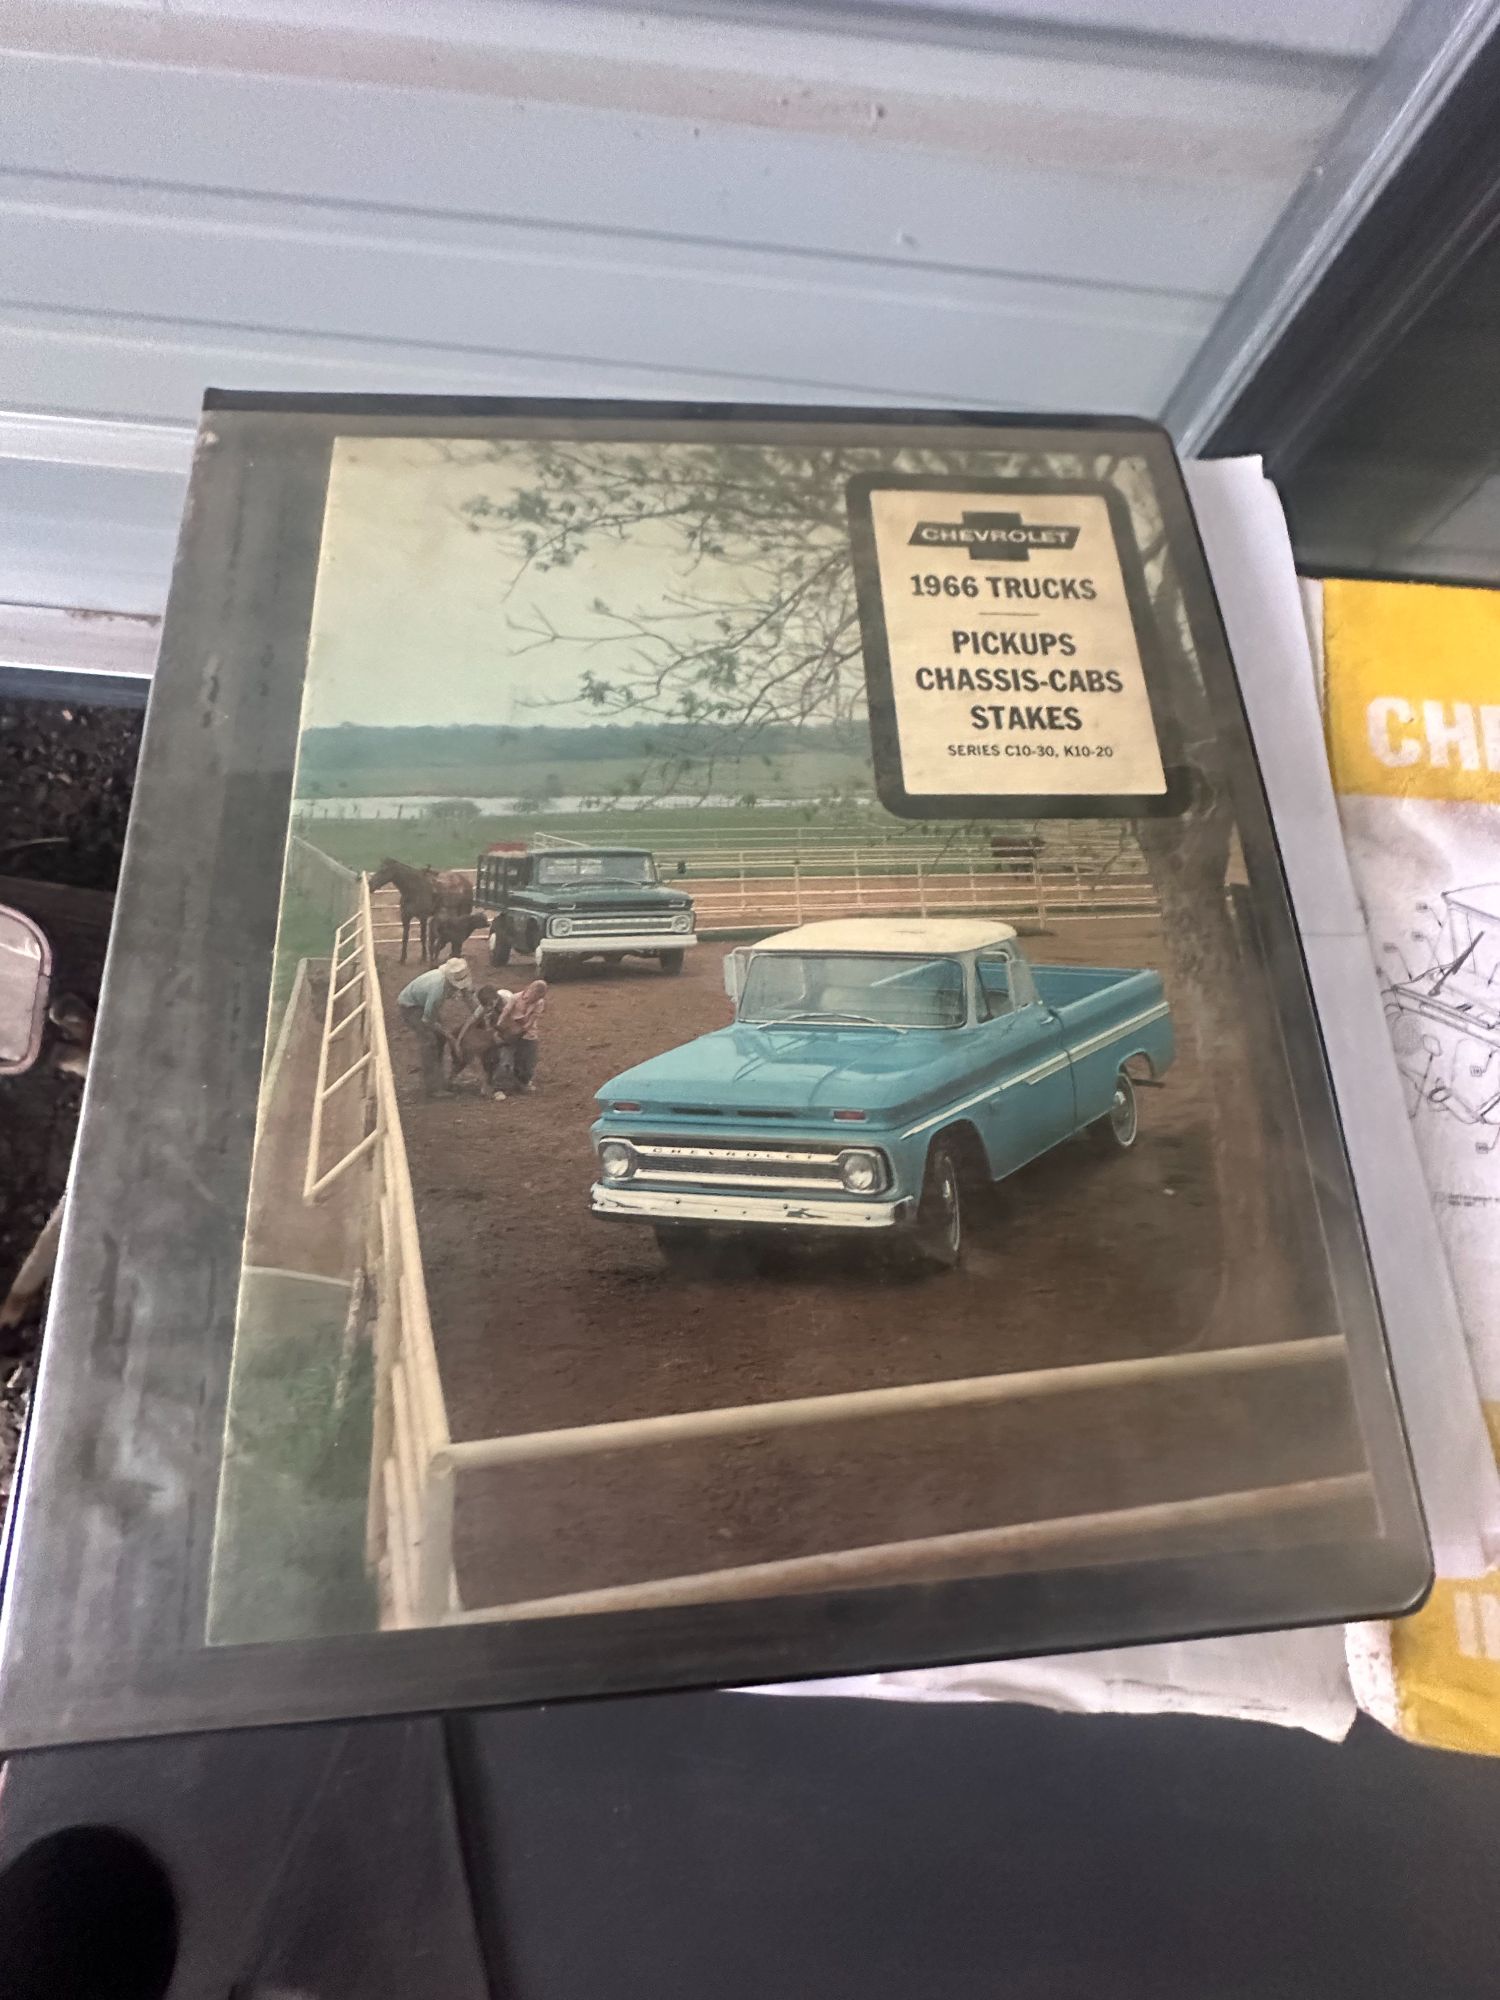 CHEVROLET
1966 TRUCKS
PICKUPS
CHASSIS-CABS
STAKES
SERIES C10-30, K10-20
CHEVROLET